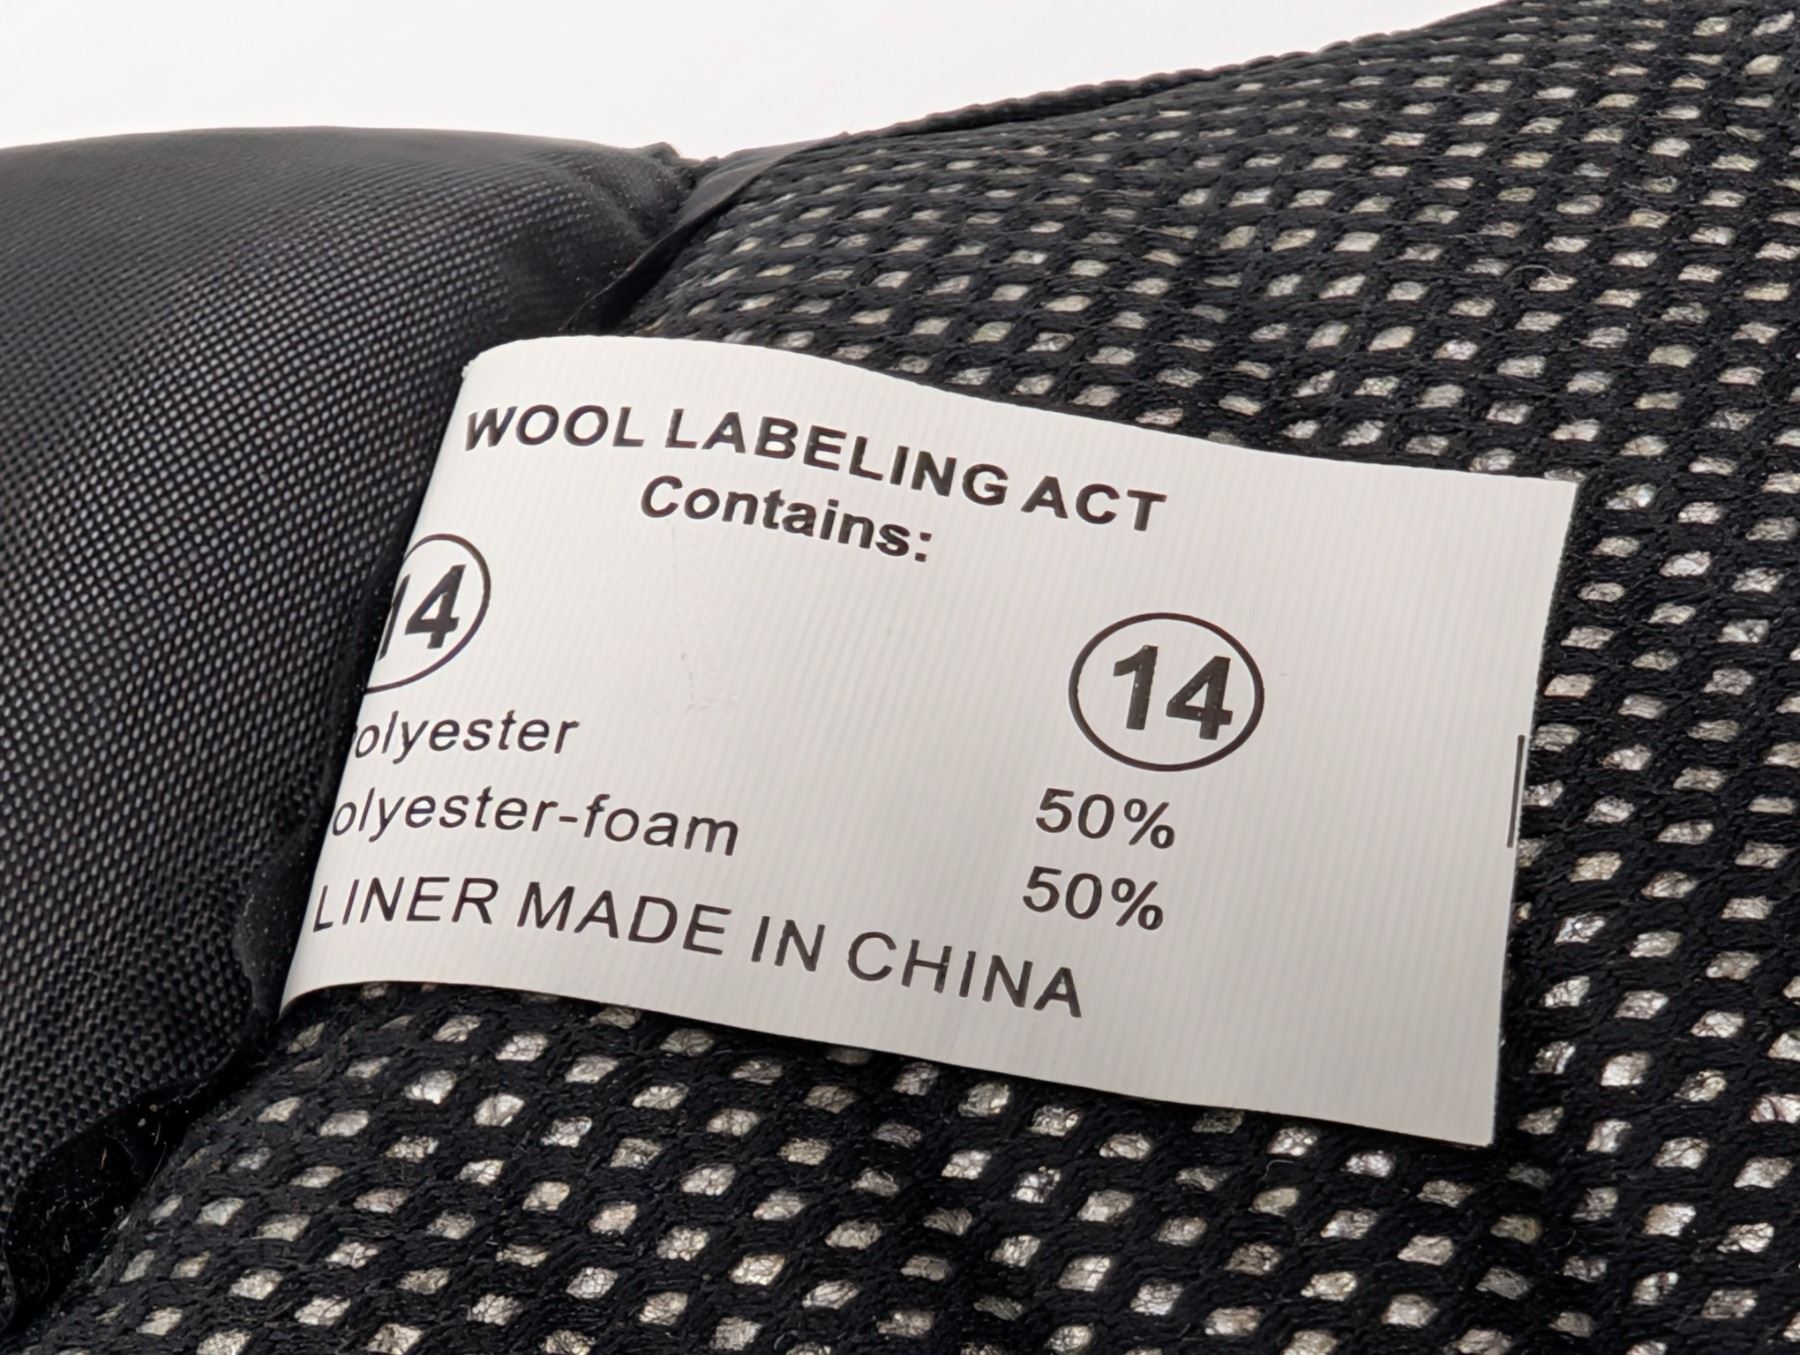 WOOL LABELING ACT
Contains:
14 14
olyester 50%
olyester-foam 50%
LINER MADE IN CHINA